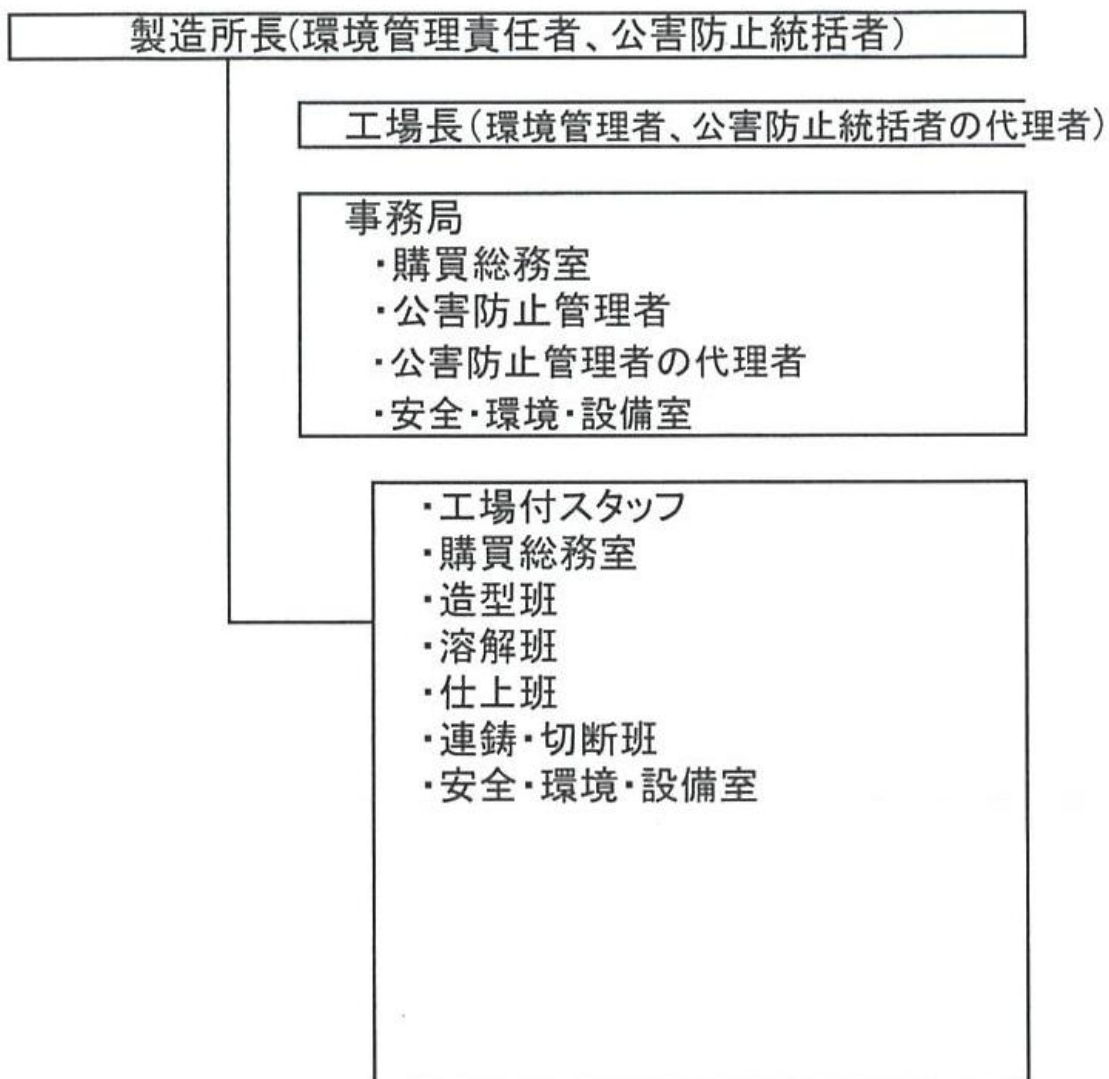 製造所長(環境管理責任者、公害防止統括者)
工場長(環境管理者、公害防止統括者の代理者)
事務局
・購買総務室
・公害防止管理者
・公害防止管理者の代理者
・安全・環境・設備室
・工場付スタッフ
・購買総務室
・造型班
・溶解班
・仕上班
・連鋳・切断班
・安全・環境・設備室